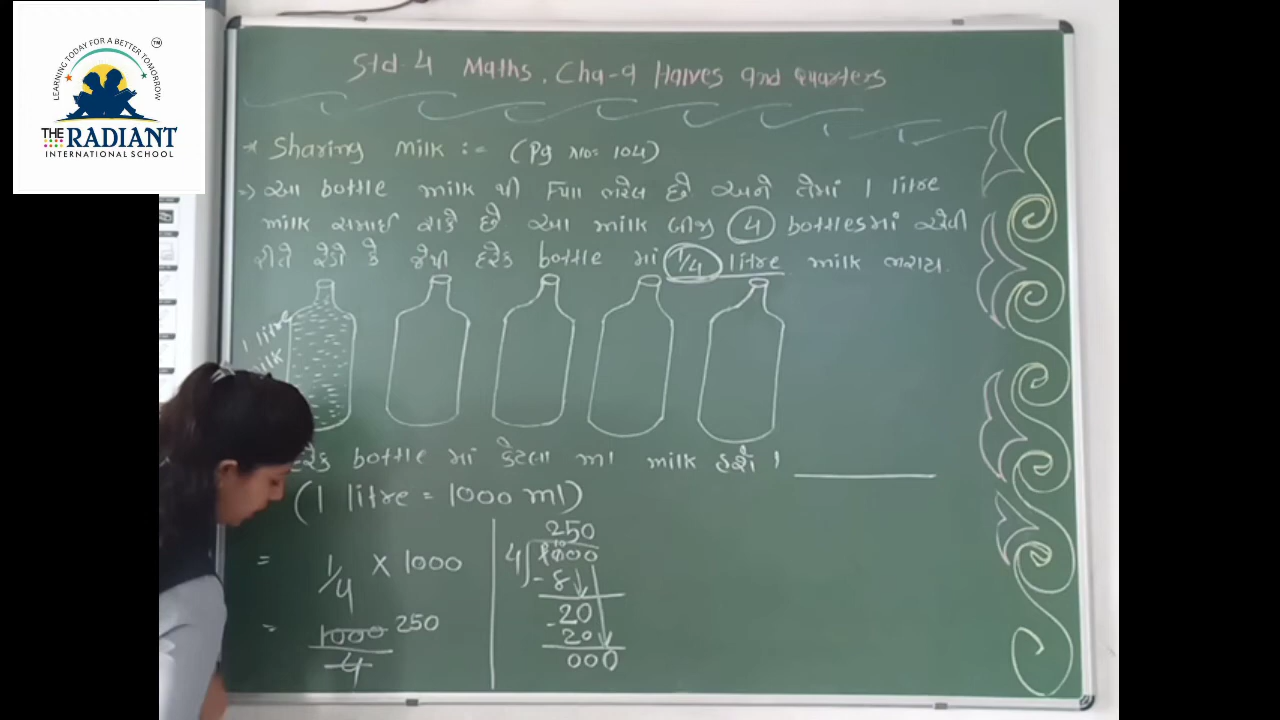 LEARNING TODAY FOR A BETTER TOMORROW
TM
THE RADIANT
INTERNATIONAL SCHOOL
Std-4 Maths, Cha-9 Halves and Quarters
* Sharing Milk :- (Pg No= 104)
=> આ bottle milk થી Full ભરેલ છે અને તેમાં 1 litre
milk સમાઈ શકે છે આ milk બીજી 4 bottlesમાં એવી
રીતે રેડો કે જેથી દરેક bottle માં 1/4 litre milk ભરાય.
1 litre
milk
દરેક bottle માં કેટલા ml milk હશે ?
(1 litre = 1000 ml)
= 1/4 X 1000
= 1000 250
4
250
4 1000
- 8
- 20
20
000